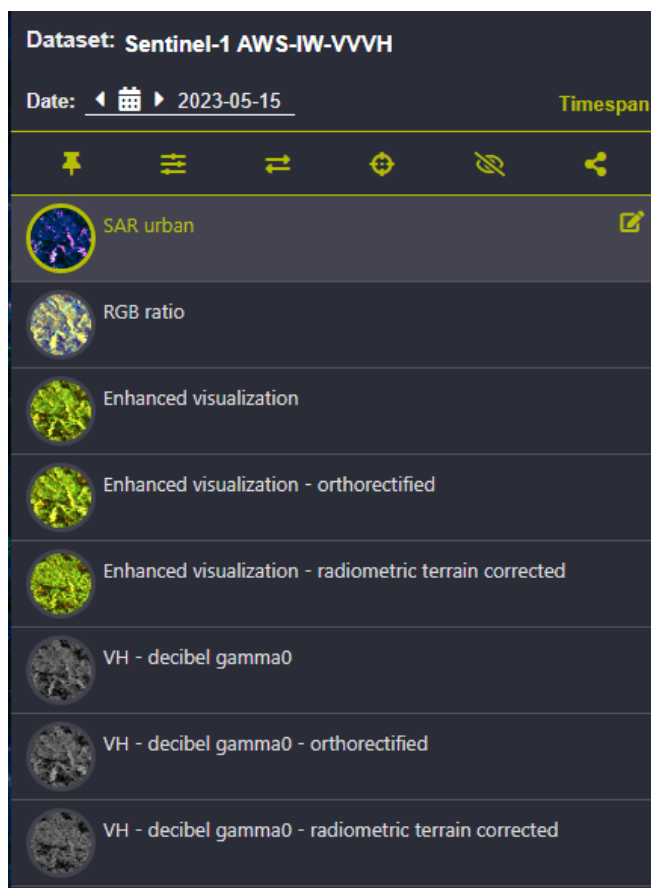 Dataset: Sentinel-1 AWS-IW-VVVH
Date: 2023-05-15 Timespan
SAR urban
RGB ratio
Enhanced visualization
Enhanced visualization - orthorectified
Enhanced visualization - radiometric terrain corrected
VH - decibel gamma0
VH - decibel gamma0 - orthorectified
VH - decibel gamma0 - radiometric terrain corrected